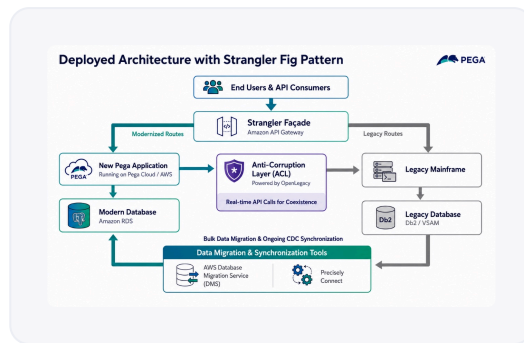 Deployed Architecture with Strangler Fig Pattern
PEGA
End Users & API Consumers
Modernized Routes
Strangler Façade
Amazon API Gateway
Legacy Routes
PEGA
New Pega Application
Running on Pega Cloud / AWS
Anti-Corruption
Layer (ACL)
Powered by OpenLegacy
Real-time API Calls for Coexistence
Legacy Mainframe
Modern Database
Amazon RDS
Db2
Legacy Database
Db2 / VSAM
Bulk Data Migration & Ongoing CDC Synchronization
Data Migration & Synchronization Tools
AWS Database
Migration Service
(DMS)
Precisely
Connect